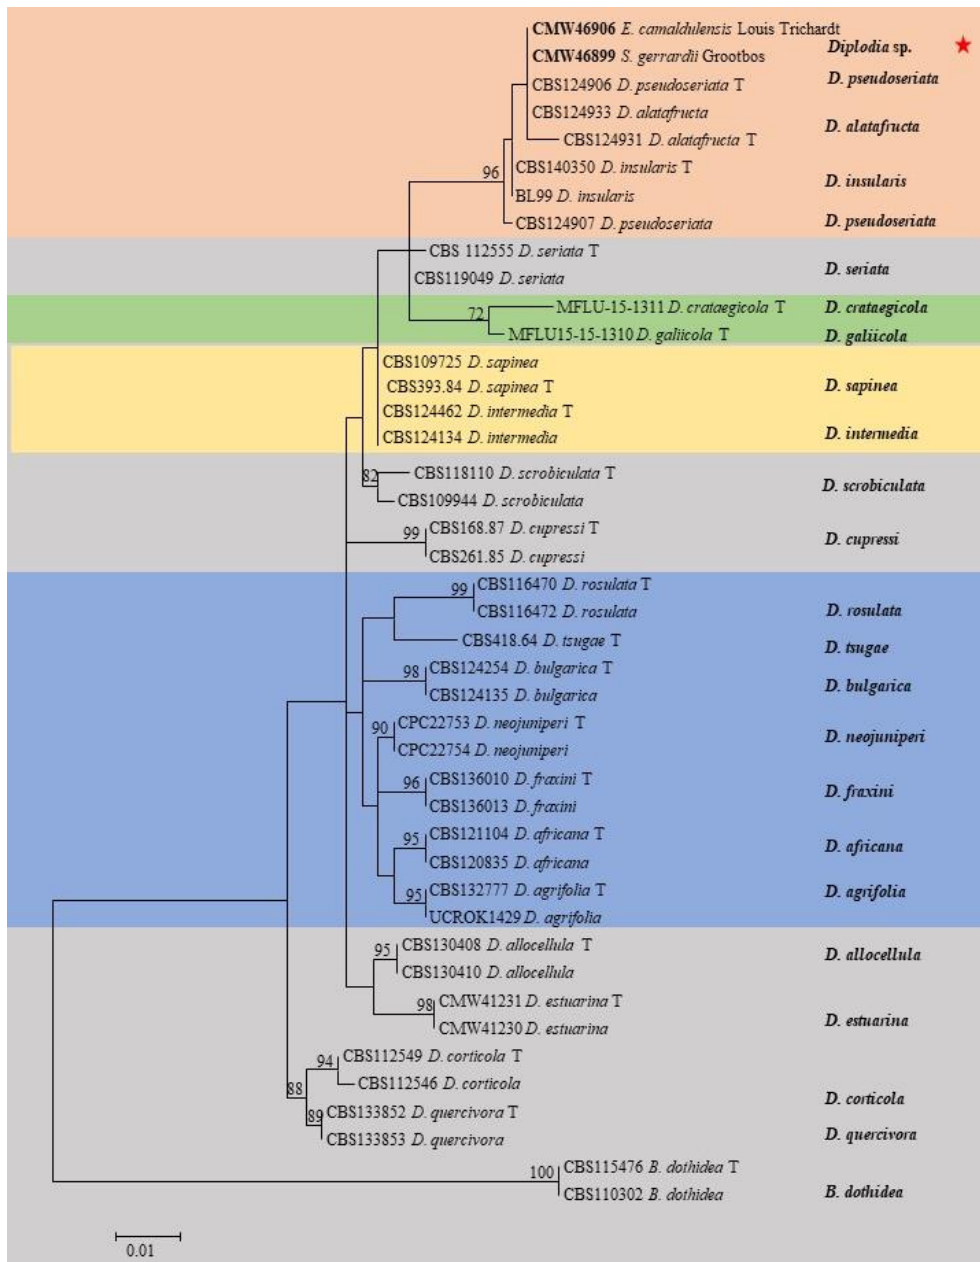 CMW46906 E. camaldulensis Louis Trichardt
CMW46899 S. gerrardii Grootbos
Diplodia sp.
CBS124906 D. pseudoseriata T
D. pseudoseriata
CBS124933 D. alatafructa
D. alatafructa
CBS124931 D. alatafructa T
96
CBS140350 D. insularis T
D. insularis
BL99 D. insularis
CBS124907 D. pseudoseriata
D. pseudoseriata
CBS 112555 D. seriata T
D. seriata
CBS119049 D. seriata
MFLU-15-1311 D. crataegicola T
D. crataegicola
72
MFLU15-15-1310 D. galiicola T
D. galiicola
CBS109725 D. sapinea
CBS393.84 D. sapinea T
D. sapinea
CBS124462 D. intermedia T
CBS124134 D. intermedia
D. intermedia
82
CBS118110 D. scrobiculata T
D. scrobiculata
CBS109944 D. scrobiculata
99
CBS168.87 D. cupressi T
D. cupressi
CBS261.85 D. cupressi
99
CBS116470 D. rosulata T
D. rosulata
CBS116472 D. rosulata
CBS418.64 D. tsugae T
D. tsugae
98
CBS124254 D. bulgarica T
D. bulgarica
CBS124135 D. bulgarica
90
CPC22753 D. neojuniperi T
D. neojuniperi
CPC22754 D. neojuniperi
96
CBS136010 D. fraxini T
D. fraxini
CBS136013 D. fraxini
95
CBS121104 D. africana T
D. africana
CBS120835 D. africana
95
CBS132777 D. agrifolia T
D. agrifolia
UCROK1429 D. agrifolia
95
CBS130408 D. allocellula T
D. allocellula
CBS130410 D. allocellula
98
CMW41231 D. estuarina T
D. estuarina
CMW41230 D. estuarina
94
CBS112549 D. corticola T
88
CBS112546 D. corticola
D. corticola
89
CBS133852 D. quercivora T
CBS133853 D. quercivora
D. quercivora
100
CBS115476 B. dothidea T
CBS110302 B. dothidea
B. dothidea
0.01